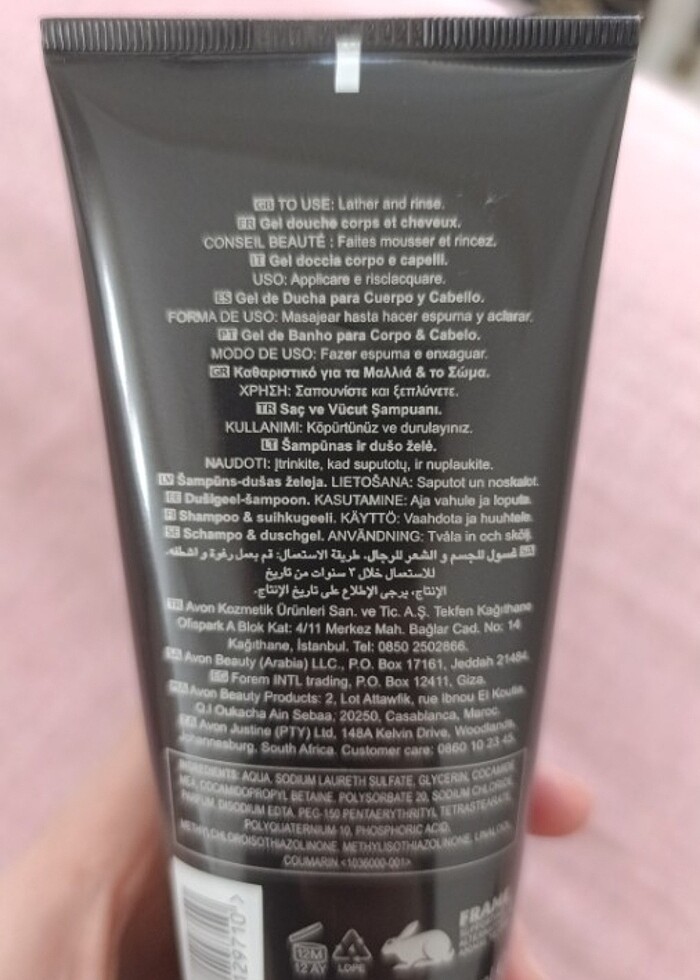 GB TO USE: Lather and rinse.
FR Gel douche corps et cheveux.
CONSEIL BEAUTÉ : Faites mousser et rincez.
IT Gel doccia corpo e capelli.
USO: Applicare e risciacquare.
ES Gel de Ducha para Cuerpo y Cabello.
FORMA DE USO: Masajear hasta hacer espuma y aclarar.
PT Gel de Banho para Corpo & Cabelo.
MODO DE USO: Fazer espuma e enxaguar.
GR Καθαριστικό για τα Μαλλιά & το Σώμα.
ΧΡΗΣΗ: Σαπουνίστε και ξεπλύνετε.
TR Saç ve Vücut Şampuanı.
KULLANIMI: Köpürtünüz ve durulayınız.
LT Šampūnas ir dušo želė.
NAUDOTI: Įtrinkite, kad suputotų, ir nuplaukite.
LV Šampūns-dušas želeja. LIETOŠANA: Saputot un noskalot.
EE Dušigeel-šampoon. KASUTAMINE: Aja vahule ja loputa.
FI Shampoo & suihkugeeli. KÄYTTÖ: Vaahdota ja huuhtele.
SE Schampo & duschgel. ANVÄNDNING: Tvåla in och skölj.
SA غسول للجسم و الشعر للرجال. طريقة الاستعمال: قم بعمل رغوة و اشطفه.
للاستعمال خلال ٣ سنوات من تاريخ
الإنتاج، يرجى الإطلاع على تاريخ الإنتاج.
TR Avon Kozmetik Ürünleri San. ve Tic. A.Ş. Tekfen Kağıthane
Ofispark A Blok Kat: 4/11 Merkez Mah. Bağlar Cad. No: 14
Kağıthane, İstanbul. Tel: 0850 2502866.
SA Avon Beauty (Arabia) LLC., P.O. Box 17161, Jeddah 21484.
EG Forem INTL trading, P.O. Box 12411, Giza.
MA Avon Beauty Products: 2, Lot Attawfik, rue Ibnou El Koutia
Q.I Oukacha Ain Sebaa: 20250, Casablanca, Maroc.
ZA Avon Justine (PTY) Ltd, 148A Kelvin Drive, Woodlands,
Johannesburg, South Africa. Customer care: 0860 10 23 45.
INGREDIENTS: AQUA, SODIUM LAURETH SULFATE, GLYCERIN, COCAMIDE
MEA, COCAMIDOPROPYL BETAINE, POLYSORBATE 20, SODIUM CHLORIDE,
PARFUM, DISODIUM EDTA, PEG-150 PENTAERYTHRITYL TETRASTEARATE,
POLYQUATERNIUM-10, PHOSPHORIC ACID,
METHYLCHLOROISOTHIAZOLINONE, METHYLISOTHIAZOLINONE, LINALOOL,
COUMARIN <1036000-001>
29710
12M
12 AY
LDPE
FRAME